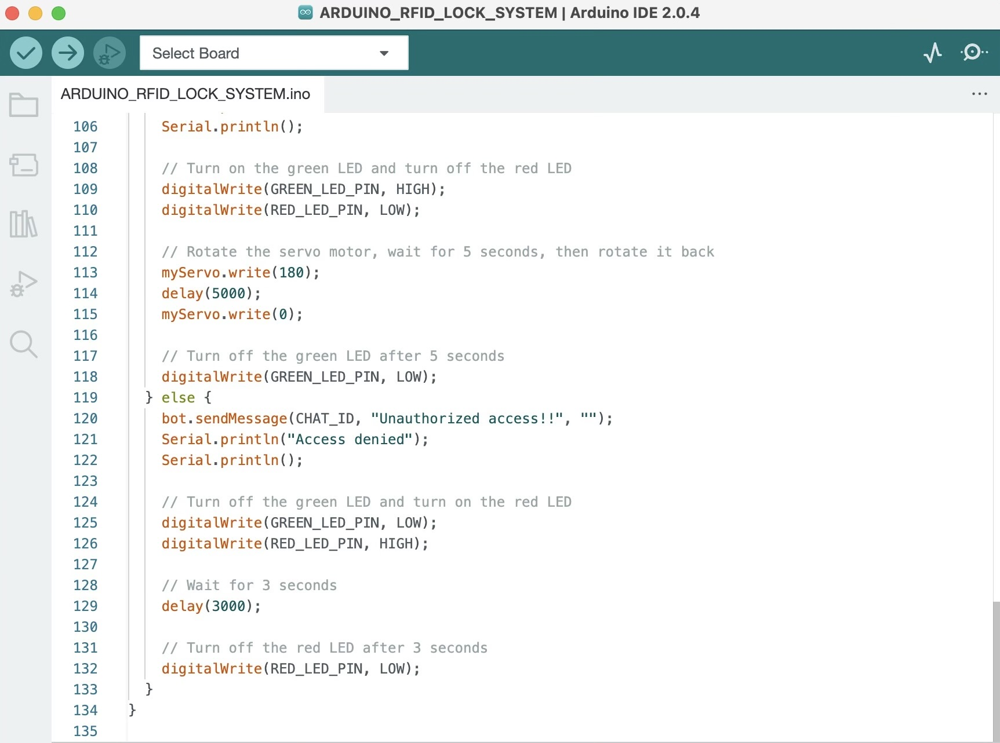 ARDUINO_RFID_LOCK_SYSTEM | Arduino IDE 2.0.4
Select Board
ARDUINO_RFID_LOCK_SYSTEM.ino
106 Serial.println();
107
108 // Turn on the green LED and turn off the red LED
109 digitalWrite(GREEN_LED_PIN, HIGH);
110 digitalWrite(RED_LED_PIN, LOW);
111
112 // Rotate the servo motor, wait for 5 seconds, then rotate it back
113 myServo.write(180);
114 delay(5000);
115 myServo.write(0);
116
117 // Turn off the green LED after 5 seconds
118 digitalWrite(GREEN_LED_PIN, LOW);
119 } else {
120 bot.sendMessage(CHAT_ID, "Unauthorized access!!", "");
121 Serial.println("Access denied");
122 Serial.println();
123
124 // Turn off the green LED and turn on the red LED
125 digitalWrite(GREEN_LED_PIN, LOW);
126 digitalWrite(RED_LED_PIN, HIGH);
127
128 // Wait for 3 seconds
129 delay(3000);
130
131 // Turn off the red LED after 3 seconds
132 digitalWrite(RED_LED_PIN, LOW);
133 }
134 }
135